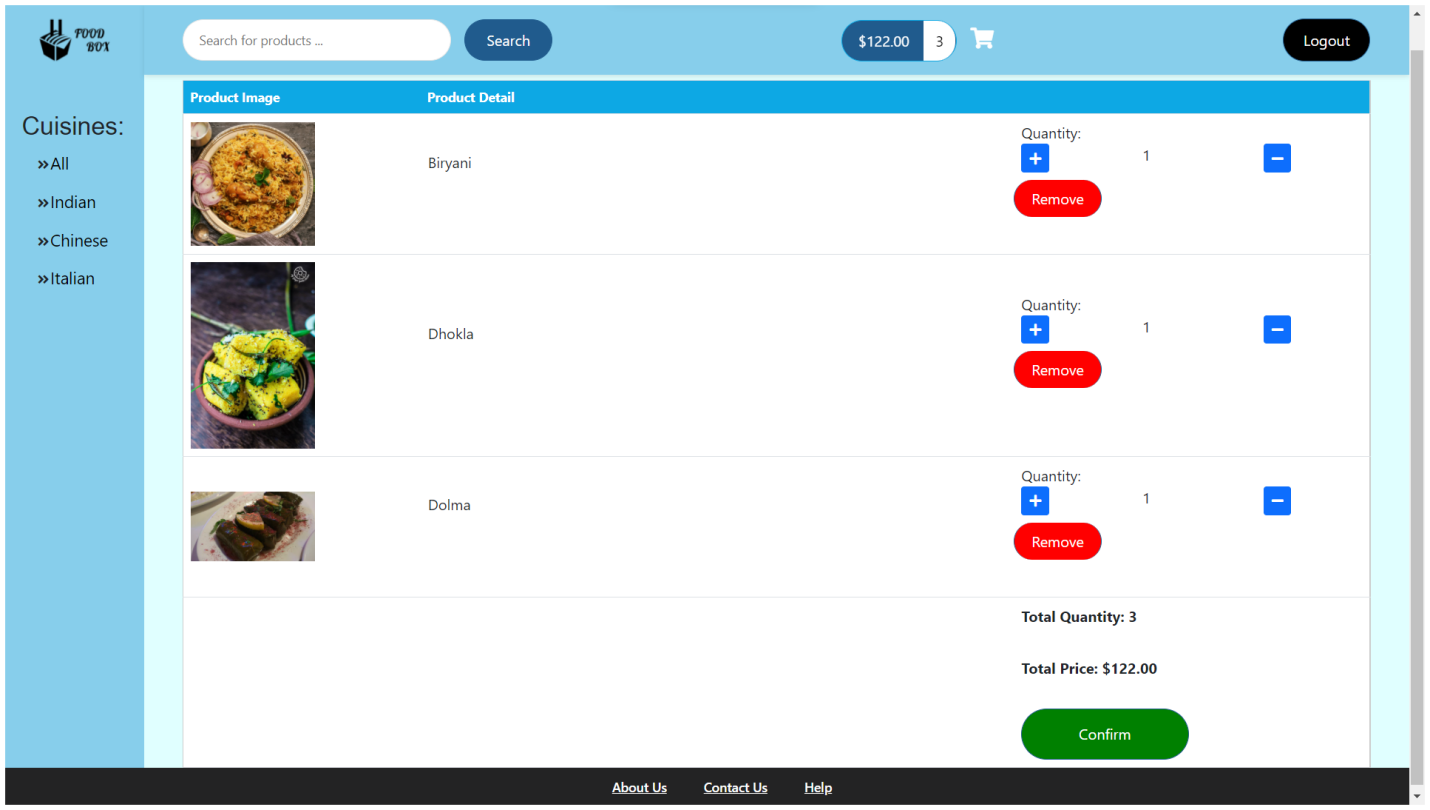 FOOD
BOX
Search for products ...
Search
$122.00
3
Logout
Cuisines:
»All
»Indian
»Chinese
»Italian
Product Image
Product Detail
Biryani
Quantity:
1
Remove
Dhokla
Quantity:
1
Remove
Dolma
Quantity:
1
Remove
Total Quantity: 3
Total Price: $122.00
Confirm
About Us
Contact Us
Help